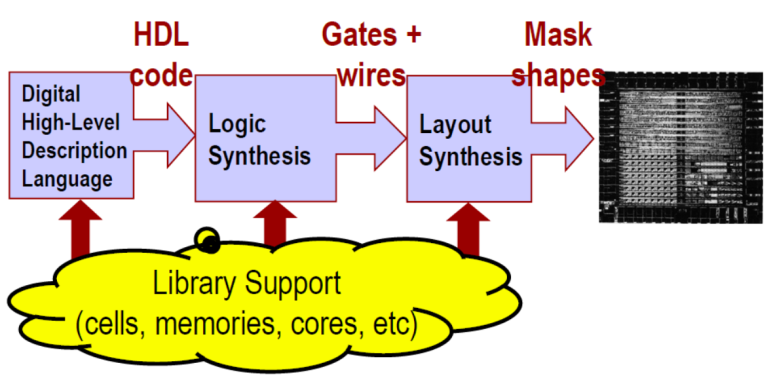 HDL
code
Gates +
wires
Mask
shapes
Digital
High-Level
Description
Language
Logic
Synthesis
Layout
Synthesis
Library Support
(cells, memories, cores, etc)